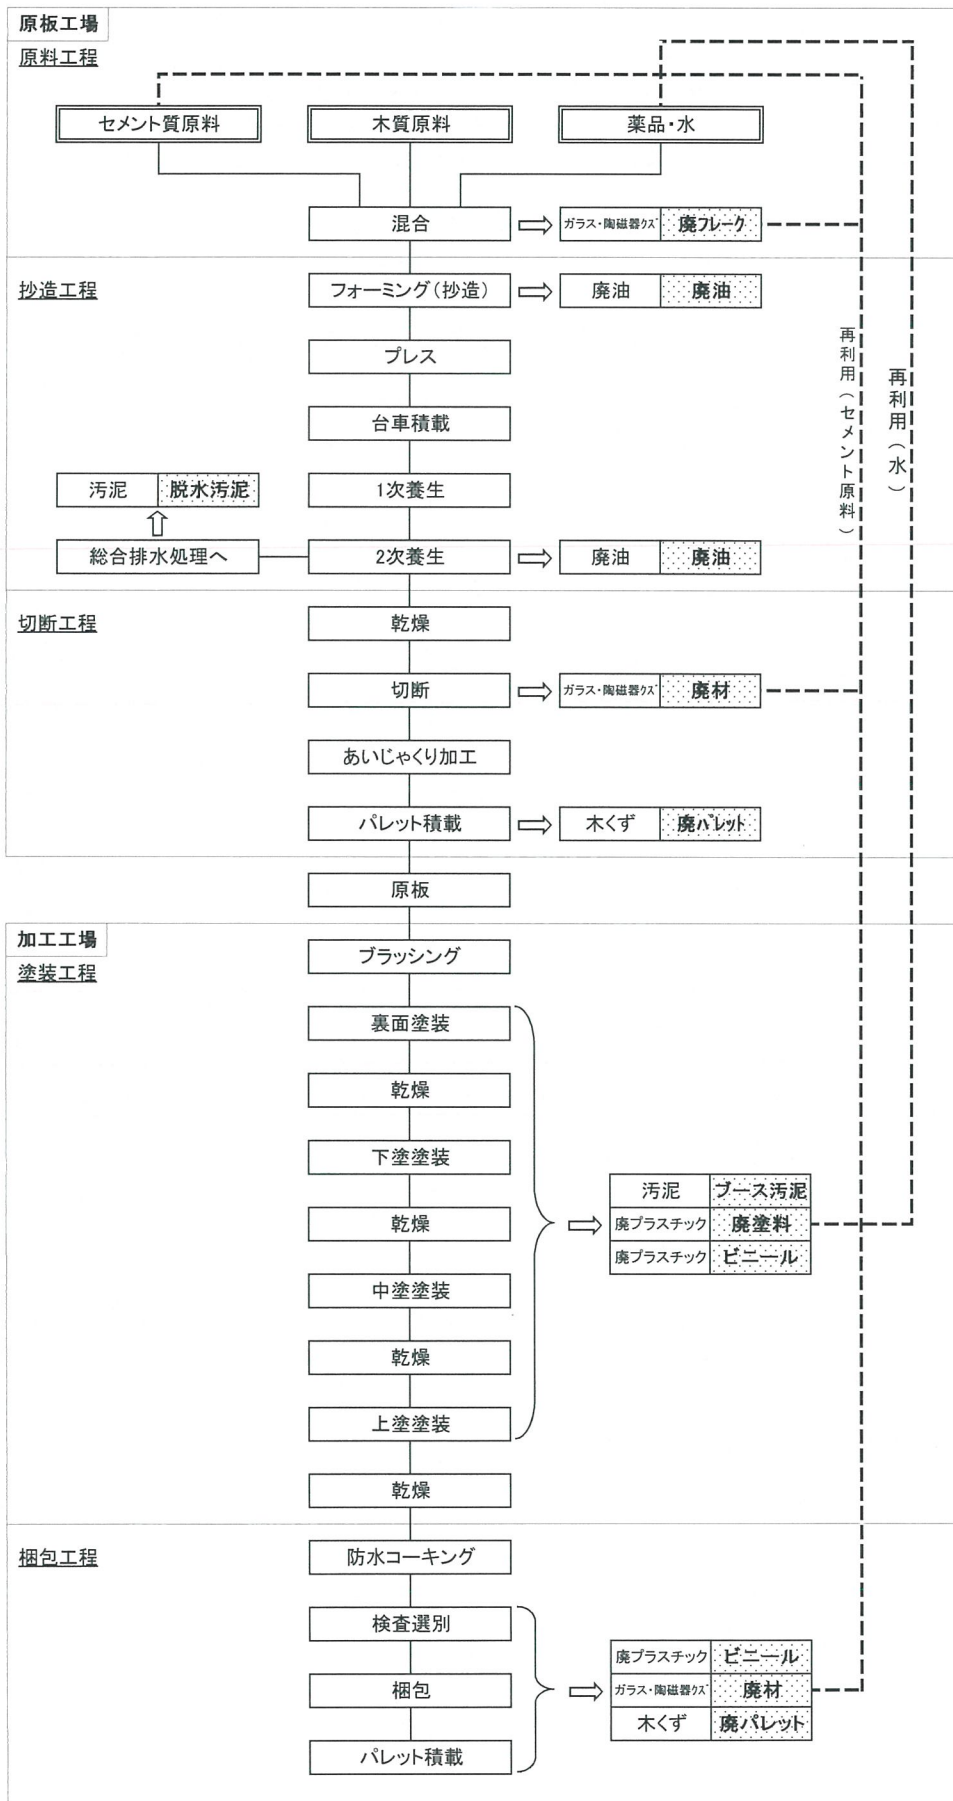 原板工場
原料工程
セメント質原料 木質原料 薬品・水
混合 ガラス・陶磁器クズ 廃フレーク
抄造工程
フォーミング（抄造） 廃油 廃油
プレス
台車積載
汚泥 脱水汚泥 1次養生
総合排水処理へ 2次養生 廃油 廃油
再利用（セメント原料）
再利用（水）
切断工程
乾燥
切断 ガラス・陶磁器クズ 廃材
あいじゃくり加工
パレット積載 木くず 廃パレット
原板
加工工場
塗装工程
ブラッシング
裏面塗装
乾燥
下塗塗装
乾燥
中塗塗装
乾燥
上塗塗装
乾燥
汚泥 ブース汚泥
廃プラスチック 廃塗料
廃プラスチック ビニール
梱包工程
防水コーキング
検査選別
梱包
パレット積載
廃プラスチック ビニール
ガラス・陶磁器クズ 廃材
木くず 廃パレット